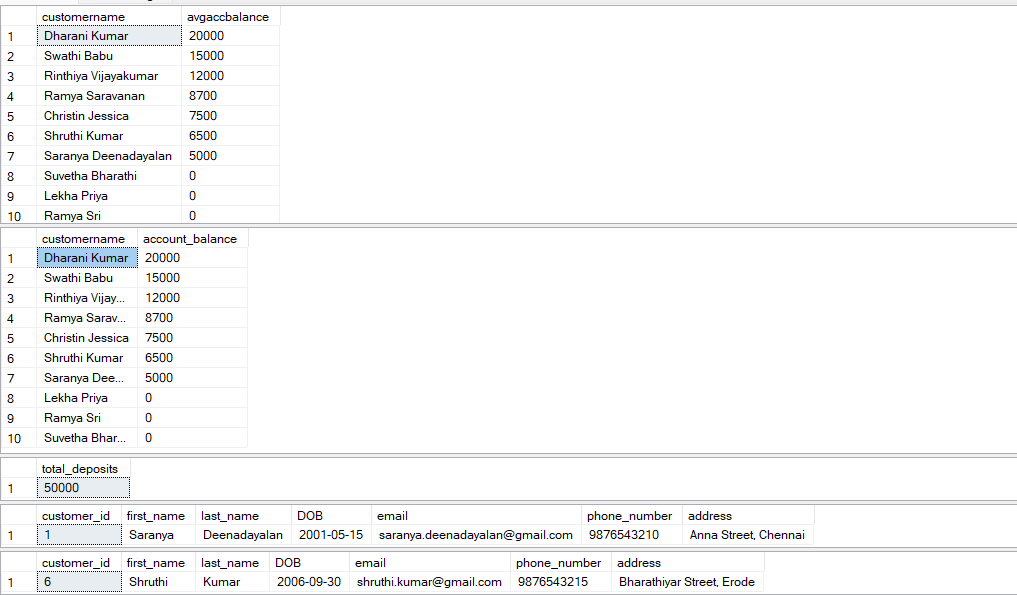 customername avgaccbalance
1 Dharani Kumar 20000
2 Swathi Babu 15000
3 Rinthiya Vijayakumar 12000
4 Ramya Saravanan 8700
5 Christin Jessica 7500
6 Shruthi Kumar 6500
7 Saranya Deenadayalan 5000
8 Suvetha Bharathi 0
9 Lekha Priya 0
10 Ramya Sri 0
customername account_balance
1 Dharani Kumar 20000
2 Swathi Babu 15000
3 Rinthiya Vijay... 12000
4 Ramya Sarav... 8700
5 Christin Jessica 7500
6 Shruthi Kumar 6500
7 Saranya Dee... 5000
8 Lekha Priya 0
9 Ramya Sri 0
10 Suvetha Bhar... 0
total_deposits
1 50000
customer_id first_name last_name DOB email phone_number address
1 1 Saranya Deenadayalan 2001-05-15 saranya.deenadayalan@gmail.com 9876543210 Anna Street, Chennai
customer_id first_name last_name DOB email phone_number address
1 6 Shruthi Kumar 2006-09-30 shruthi.kumar@gmail.com 9876543215 Bharathiyar Street, Erode